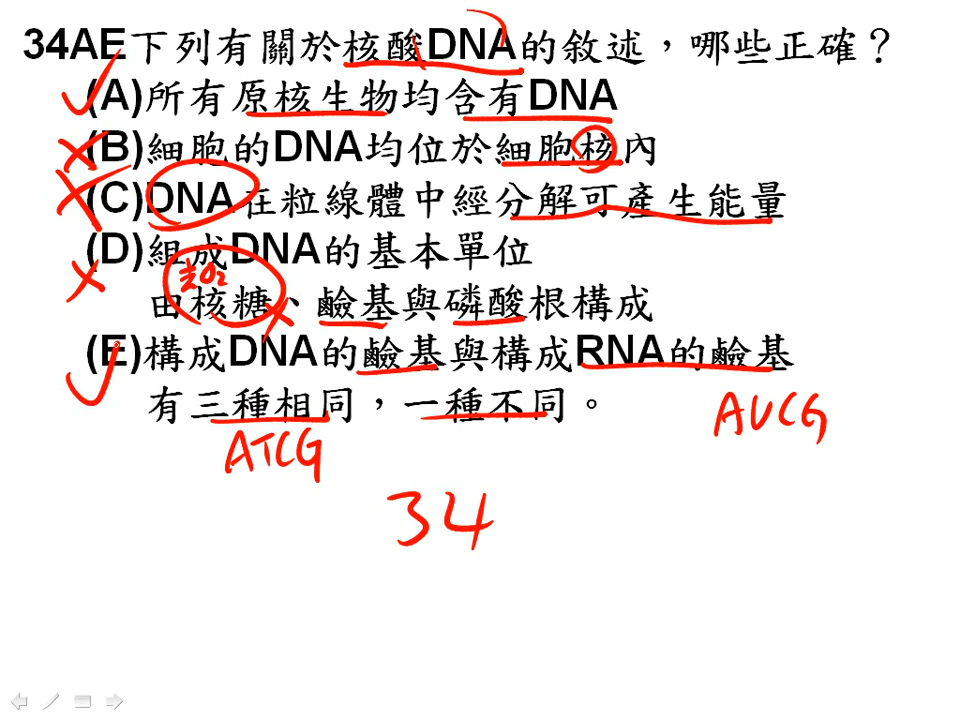 34AE下列有關於核酸DNA的敘述，哪些正確？
(A)所有原核生物均含有DNA
(B)細胞的DNA均位於細胞核內
(C)DNA在粒線體中經分解可產生能量
(D)組成DNA的基本單位
由核糖、鹼基與磷酸根構成
(E)構成DNA的鹼基與構成RNA的鹼基
有三種相同，一種不同。
AUCG
ATCG
34